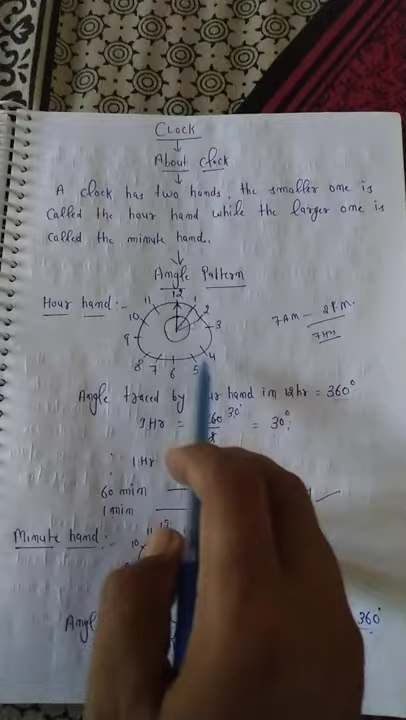 Clock
About clock
A clock has two hands, the smaller one is
called the hour hand while the larger one is
called the minute hand.
Angle Pattern
Hour hand:-
12
11 1
10 2
9 3
8 7 6 5 4
7AM - 2P.M.
7Hrs
Angle traced by hand in 12hr = 360°
30°
= 30°
1Hr
60 min
1 min
Minute hand:-
12
11
10
360°